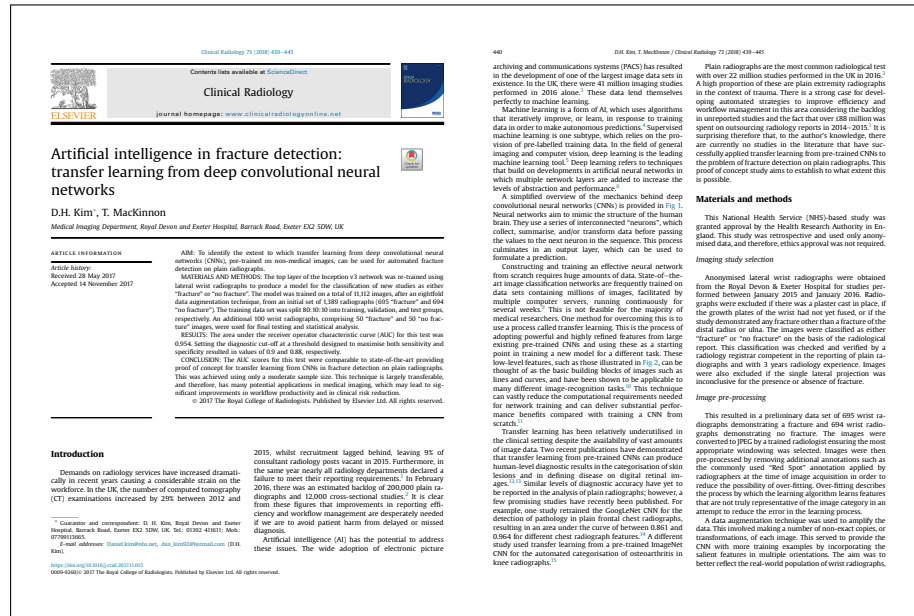 Clinical Radiology 73 (2018) 439–445
ELSEVIER
Contents lists available at ScienceDirect
Clinical Radiology
journal homepage: www.clinicalradiologyonline.net
Artificial intelligence in fracture detection:
transfer learning from deep convolutional neural
networks
D.H. Kim*, T. MacKinnon
Medical Imaging Department, Royal Devon and Exeter Hospital, Barrack Road, Exeter EX2 5DW, UK
ARTICLE INFORMATION
Article history:
Received 28 May 2017
Accepted 14 November 2017
AIM: To identify the extent to which transfer learning from deep convolutional neural
networks (CNNs), pre-trained on non-medical images, can be used for automated fracture
detection on plain radiographs.
MATERIALS AND METHODS: The top layer of the Inception v3 network was re-trained using
lateral wrist radiographs to produce a model for the classification of new studies as either
“fracture” or “no fracture”. The model was trained on a total of 11,112 images, after an eightfold
data augmentation technique, from an initial set of 1,389 radiographs (695 “fracture” and 694
“no fracture”). The training data set was split 80:10:10 into training, validation, and test groups,
respectively. An additional 100 wrist radiographs, comprising 50 “fracture” and 50 “no frac-
ture” images, were used for final testing and statistical analysis.
RESULTS: The area under the receiver operator characteristic curve (AUC) for this test was
0.954. Setting the diagnostic cut-off at a threshold designed to maximise both sensitivity and
specificity resulted in values of 0.9 and 0.88, respectively.
CONCLUSION: The AUC scores for this test were comparable to state-of-the-art providing
proof of concept for transfer learning from CNNs in fracture detection on plain radiographs.
This was achieved using only a moderate sample size. This technique is largely transferable,
and therefore, has many potential applications in medical imaging, which may lead to sig-
nificant improvements in workflow productivity and in clinical risk reduction.
© 2017 The Royal College of Radiologists. Published by Elsevier Ltd. All rights reserved.
Introduction
Demands on radiology services have increased dramati-
cally in recent years causing a considerable strain on the
workforce. In the UK, the number of computed tomography
(CT) examinations increased by 29% between 2012 and
2015, whilst recruitment lagged behind, leaving 9% of
consultant radiology posts vacant in 2015. Furthermore, in
the same year nearly all radiology departments declared a
failure to meet their reporting requirements.1 In February
2016, there was an estimated backlog of 200,000 plain ra-
diographs and 12,000 cross-sectional studies.2 It is clear
from these figures that improvements in reporting effi-
ciency and workflow management are desperately needed
if we are to avoid patient harm from delayed or missed
diagnosis.
Artificial intelligence (AI) has the potential to address
these issues. The wide adoption of electronic picture
* Guarantor and correspondent: D. H. Kim, Royal Devon and Exeter
Hospital, Barrack Road, Exeter EX2 5DW, UK. Tel.: 01392 411611; Mob.:
07799113665.
E-mail addresses: Daniel.kim@nhs.net, dan_kim92@hotmail.com (D.H.
Kim).
https://doi.org/10.1016/j.crad.2017.11.015
0009-9260/© 2017 The Royal College of Radiologists. Published by Elsevier Ltd. All rights reserved.
440
D.H. Kim, T. MacKinnon / Clinical Radiology 73 (2018) 439–445
archiving and communications systems (PACS) has resulted
in the development of one of the largest image data sets in
existence. In the UK, there were 41 million imaging studies
performed in 2016 alone.3 These data lend themselves
perfectly to machine learning.
Machine learning is a form of AI, which uses algorithms
that iteratively improve, or learn, in response to training
data in order to make autonomous predictions.4 Supervised
machine learning is one subtype, which relies on the pro-
vision of pre-labelled training data. In the field of general
imaging and computer vision, deep learning is the leading
machine learning tool.5 Deep learning refers to techniques
that build on developments in artificial neural networks in
which multiple network layers are added to increase the
levels of abstraction and performance.6
A simplified overview of the mechanics behind deep
convolutional neural networks (CNNs) is provided in Fig 1.
Neural networks aim to mimic the structure of the human
brain. They use a series of interconnected “neurons”, which
collect, summarise, and/or transform data before passing
the values to the next neuron in the sequence. This process
culminates in an output layer, which can be used to
formulate a prediction.
Constructing and training an effective neural network
from scratch requires huge amounts of data. State-of-the-
art image classification networks are frequently trained on
data sets containing millions of images, facilitated by
multiple computer servers, running continuously for
several weeks.9 This is not feasible for the majority of
medical researchers. One method for overcoming this is to
use a process called transfer learning. This is the process of
adopting powerful and highly refined features from large
existing pre-trained CNNs and using these as a starting
point in training a new model for a different task. These
low-level features, such as those illustrated in Fig 2, can be
thought of as the basic building blocks of images such as
lines and curves, and have been shown to be applicable to
many different image-recognition tasks.10 This technique
can vastly reduce the computational requirements needed
for network training and can deliver substantial perfor-
mance benefits compared with training a CNN from
scratch.11
Transfer learning has been relatively underutilised in
the clinical setting despite the availability of vast amounts
of image data. Two recent publications have demonstrated
that transfer learning from pre-trained CNNs can produce
human-level diagnostic results in the categorisation of skin
lesions and in defining disease on digital retinal im-
ages.12,13 Similar levels of diagnostic accuracy have yet to
be reported in the analysis of plain radiographs; however, a
few promising studies have recently been published. For
example, one study retrained the GoogLeNet CNN for the
detection of pathology in plain frontal chest radiographs,
resulting in an area under the curve of between 0.861 and
0.964 for different chest radiograph features.14 A different
study used transfer learning from a pre-trained ImageNet
CNN for the automated categorisation of osteoarthritis in
knee radiographs.15
Plain radiographs are the most common radiological test
with over 22 million studies performed in the UK in 2016.3
A high proportion of these are plain extremity radiographs
in the context of trauma. There is a strong case for devel-
oping automated strategies to improve efficiency and
workflow management in this area considering the backlog
in unreported studies and the fact that over £88 million was
spent on outsourcing radiology reports in 2014–2015.1 It is
surprising therefore that, to the author’s knowledge, there
are currently no studies in the literature that have suc-
cessfully applied transfer learning from pre-trained CNNs to
the problem of fracture detection on plain radiographs. This
proof of concept study aims to establish to what extent this
is possible.
Materials and methods
This National Health Service (NHS)-based study was
granted approval by the Health Research Authority in En-
gland. This study was retrospective and used only anony-
mised data, and therefore, ethics approval was not required.
Imaging study selection
Anonymised lateral wrist radiographs were obtained
from the Royal Devon & Exeter Hospital for studies per-
formed between January 2015 and January 2016. Radio-
graphs were excluded if there was a plaster cast in place, if
the growth plates of the wrist had not yet fused, or if the
study demonstrated any fracture other than a fracture of the
distal radius or ulna. The images were classified as either
“fracture” or “no fracture” on the basis of the radiological
report. This classification was checked and verified by a
radiology registrar competent in the reporting of plain ra-
diographs and with 3 years radiology experience. Images
were also excluded if the single lateral projection was
inconclusive for the presence or absence of fracture.
Image pre-processing
This resulted in a preliminary data set of 695 wrist ra-
diographs demonstrating a fracture and 694 wrist radio-
graphs demonstrating no fracture. The images were
converted to JPEG by a trained radiologist ensuring the most
appropriate windowing was selected. Images were then
pre-processed by removing additional annotations such as
the commonly used “Red Spot” annotation applied by
radiographers at the time of image acquisition in order to
reduce the possibility of over-fitting. Over-fitting describes
the process by which the learning algorithm learns features
that are not truly representative of the image category in an
attempt to reduce the error in the learning process.
A data augmentation technique was used to amplify the
data. This involved making a number of non-exact copies, or
transformations, of each image. This served to provide the
CNN with more training examples by incorporating the
salient features in multiple orientations. The aim was to
better reflect the real-world population of wrist radiographs,